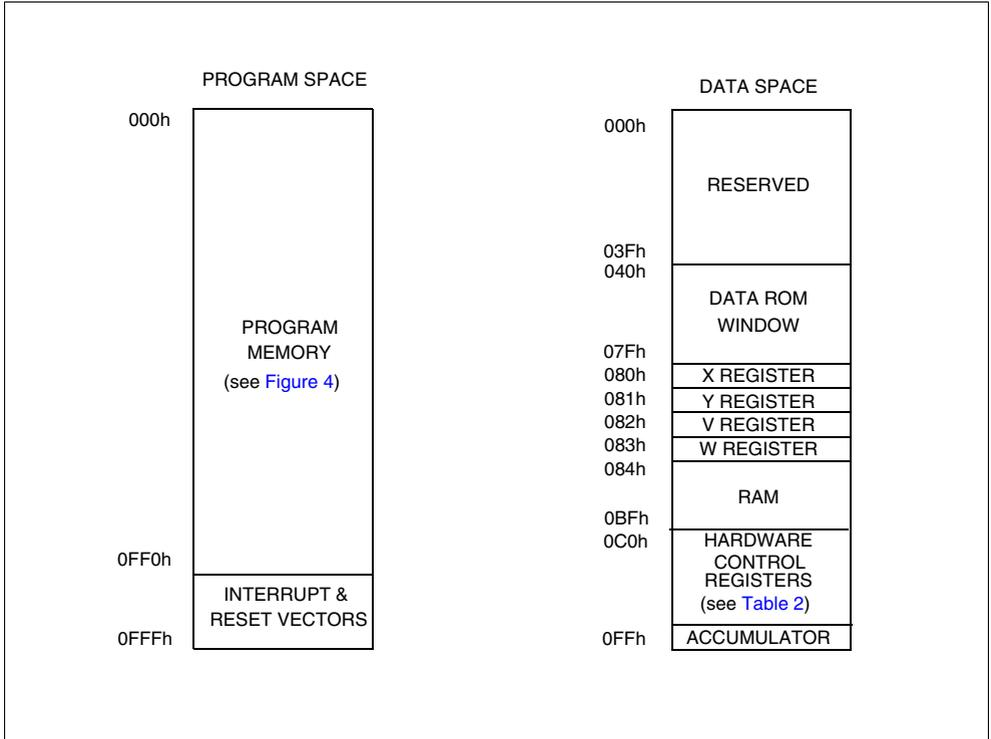 PROGRAM SPACE
000h
PROGRAM
MEMORY
(see Figure 4)
0FF0h
INTERRUPT &
RESET VECTORS
0FFFh
DATA SPACE
000h
RESERVED
03Fh
040h
DATA ROM
WINDOW
07Fh
080h X REGISTER
081h Y REGISTER
082h V REGISTER
083h W REGISTER
084h
RAM
0BFh
0C0h HARDWARE
CONTROL
REGISTERS
(see Table 2)
0FFh ACCUMULATOR